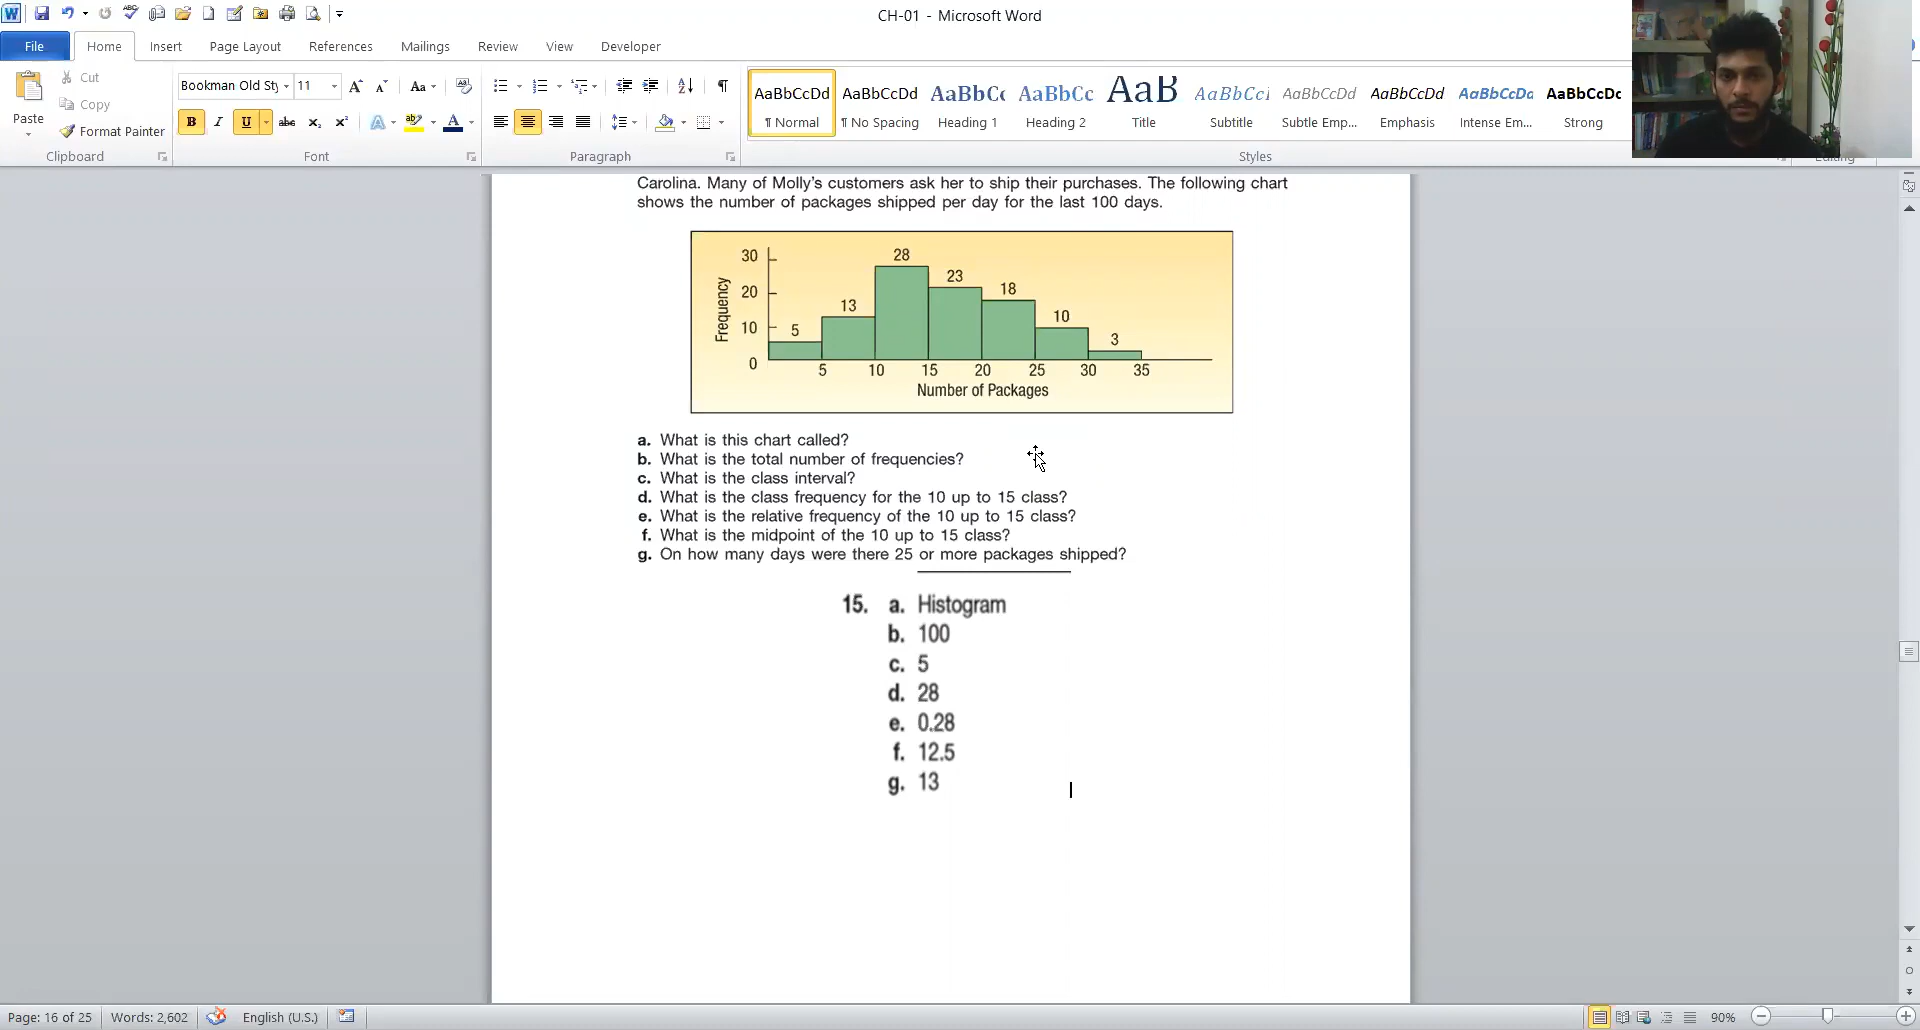 CH-01 - Microsoft Word
File Home Insert Page Layout References Mailings Review View Developer
Cut
Copy
Format Painter
Paste
Bookman Old Sty 11
AaBbCcDd AaBbCcDd AaBbCc AaBbCc AaB AaBbCcI AaBbCcDd AaBbCcDd AaBbCcDd AaBbCcDc
¶ Normal ¶ No Spacing Heading 1 Heading 2 Title Subtitle Subtle Emp... Emphasis Intense Em... Strong
Clipboard Font Paragraph Styles Editing
Carolina. Many of Molly's customers ask her to ship their purchases. The following chart
shows the number of packages shipped per day for the last 100 days.
Frequency
30
20
10
0
5 13 28 23 18 10 3
5 10 15 20 25 30 35
Number of Packages
a. What is this chart called?
b. What is the total number of frequencies?
c. What is the class interval?
d. What is the class frequency for the 10 up to 15 class?
e. What is the relative frequency of the 10 up to 15 class?
f. What is the midpoint of the 10 up to 15 class?
g. On how many days were there 25 or more packages shipped?
15. a. Histogram
b. 100
c. 5
d. 28
e. 0.28
f. 12.5
g. 13
Page: 16 of 25 Words: 2,602 English (U.S.) 90%